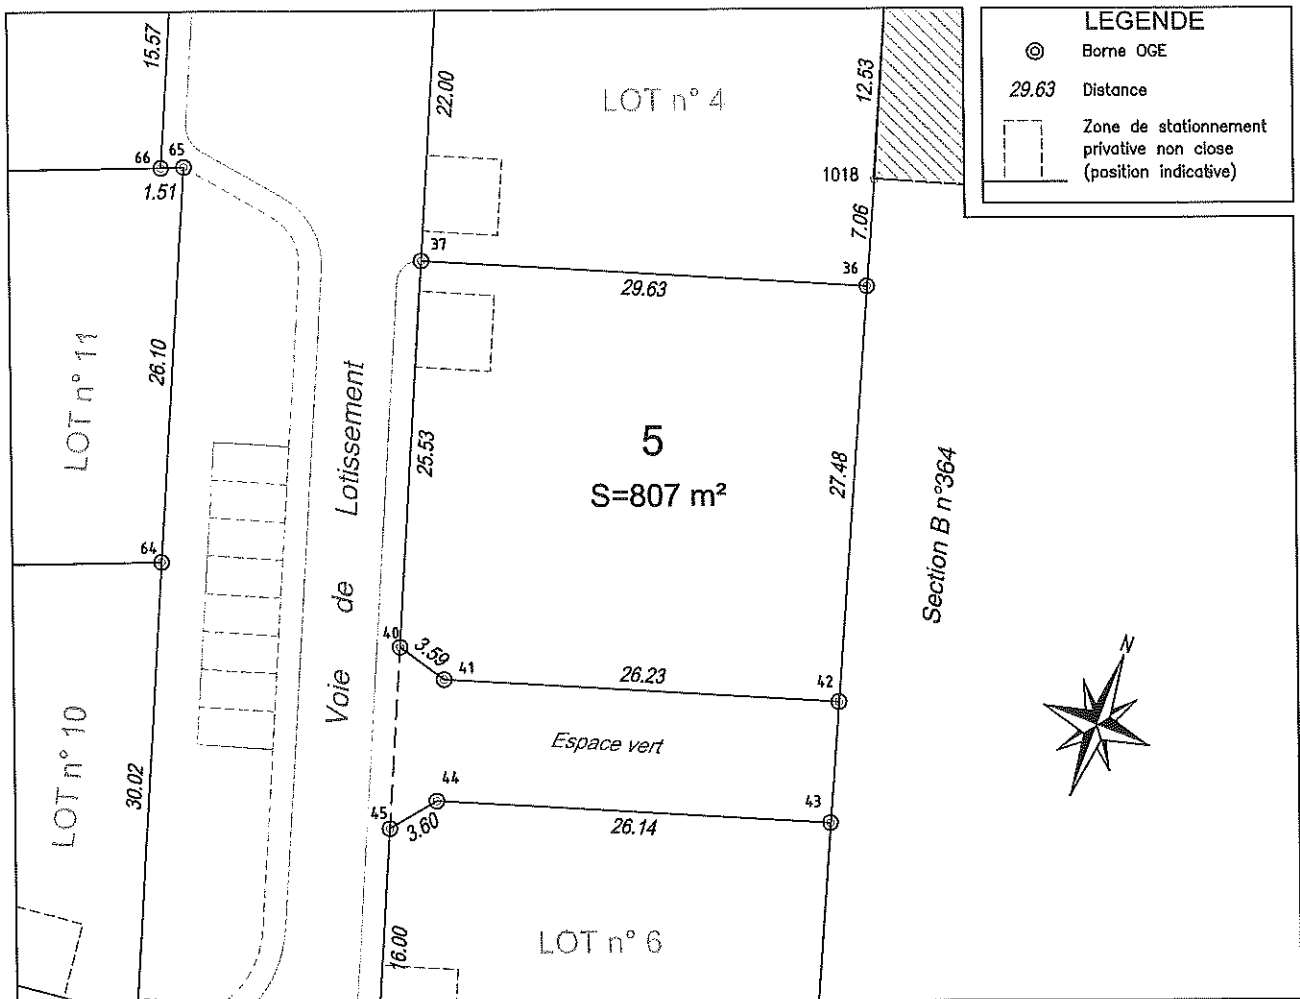 LEGENDE
Borne OGE
29.63 Distance
Zone de stationnement
privative non close
(position indicative)
15.57
22.00
LOT n° 4
12.53
66 65
1.51
1018
7.06
37
36
29.63
LOT n° 11
26.10
25.53
5
S=807 m²
27.48
Section B n°364
Voie de Lotissement
64
40
3.59
41
26.23
42
N
Espace vert
LOT n° 10
30.02
44
45
3.60
26.14
43
16.00
LOT n° 6